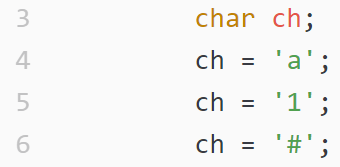 3 char ch;
4 ch = 'a';
5 ch = '1';
6 ch = '#';